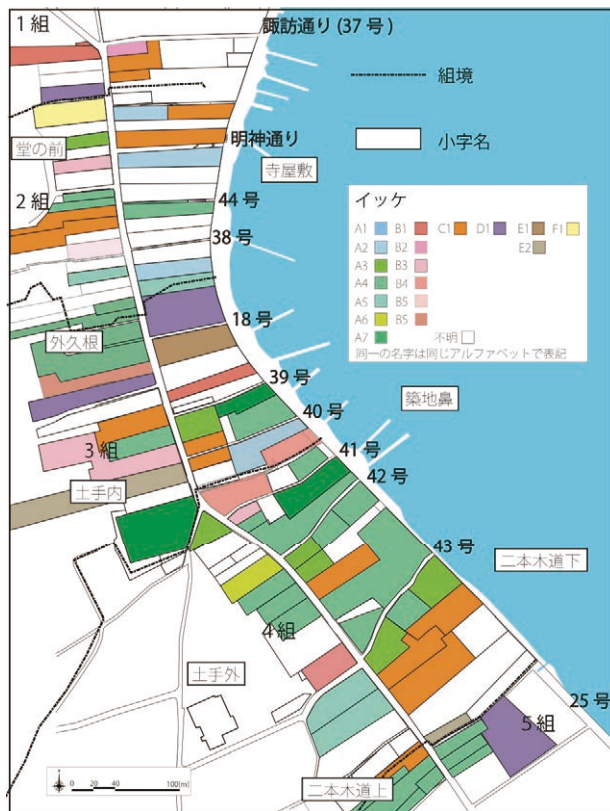 1組
諏訪通り(37号)
組境
小字名
明神通り
堂の前
寺屋敷
2組
44号
38号
イッケ
A1 B1 C1 D1 E1 F1
A2 B2 E2
A3 B3
A4 B4
A5 B5
A6 B5
A7 不明
同一の名字は同じアルファベットで表記
18号
外久根
39号
築地鼻
40号
3組
41号
42号
土手内
43号
二本木道下
4組
土手外
25号
5組
二本木道上
0 20 40 100(m)